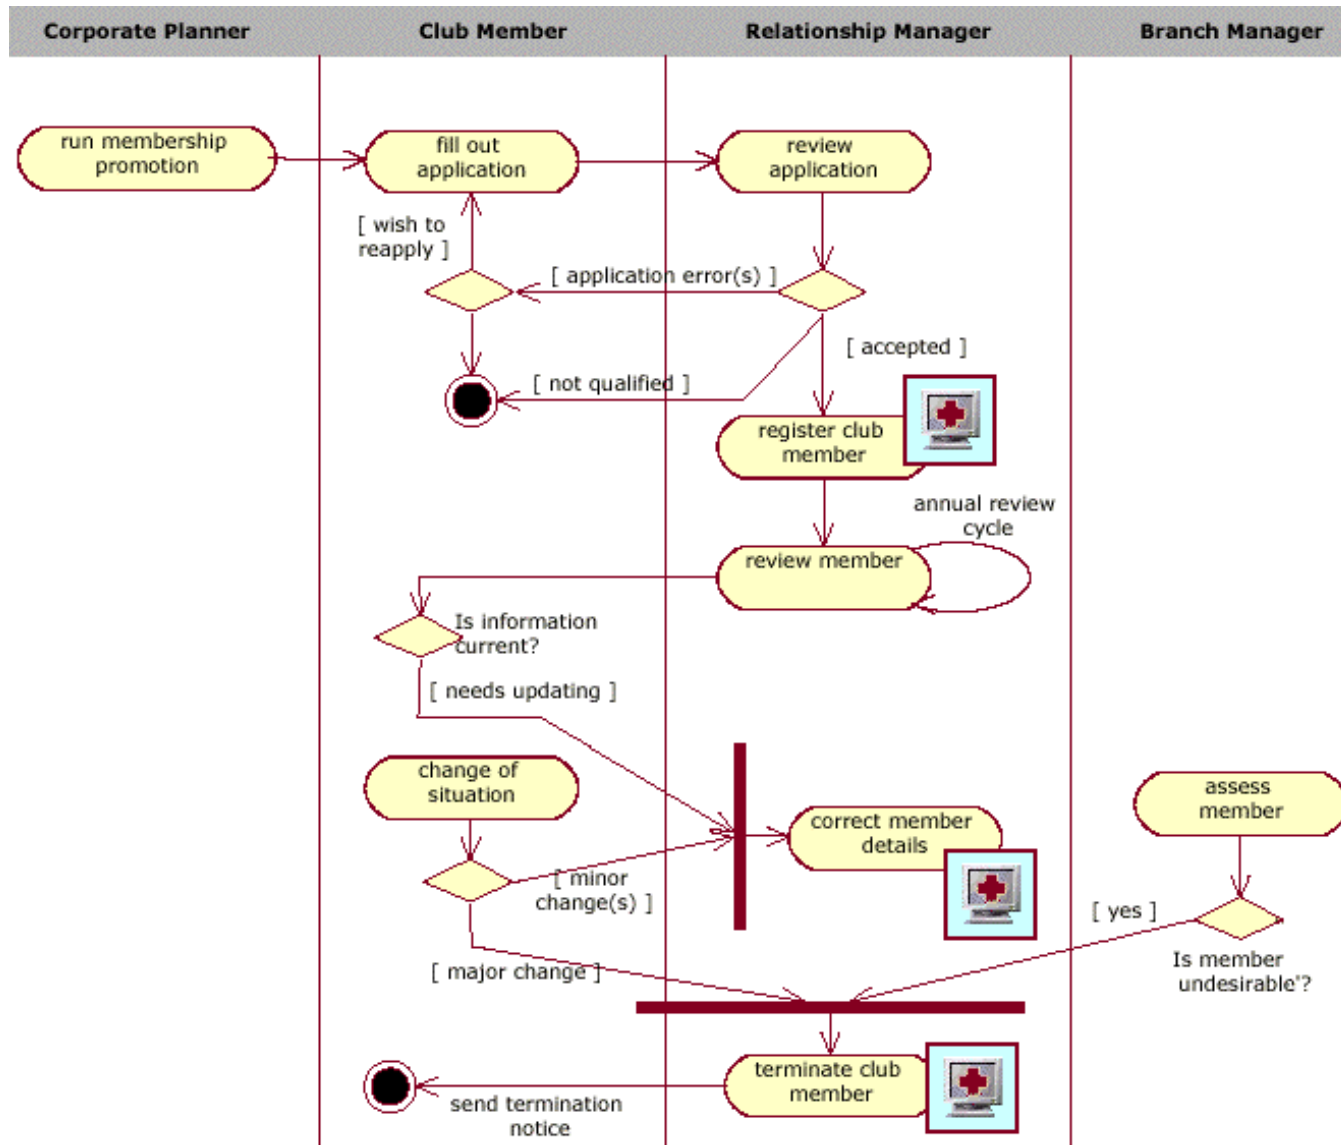 Corporate Planner
Club Member
Relationship Manager
Branch Manager
run membership
promotion
fill out
application
review
application
[ wish to
reapply ]
[ application error(s) ]
[ accepted ]
[ not qualified ]
register club
member
annual review
cycle
review member
Is information
current?
[ needs updating ]
change of
situation
correct member
details
assess
member
[ minor
change(s) ]
[ yes ]
[ major change ]
Is member
undesirable'?
terminate club
member
send termination
notice